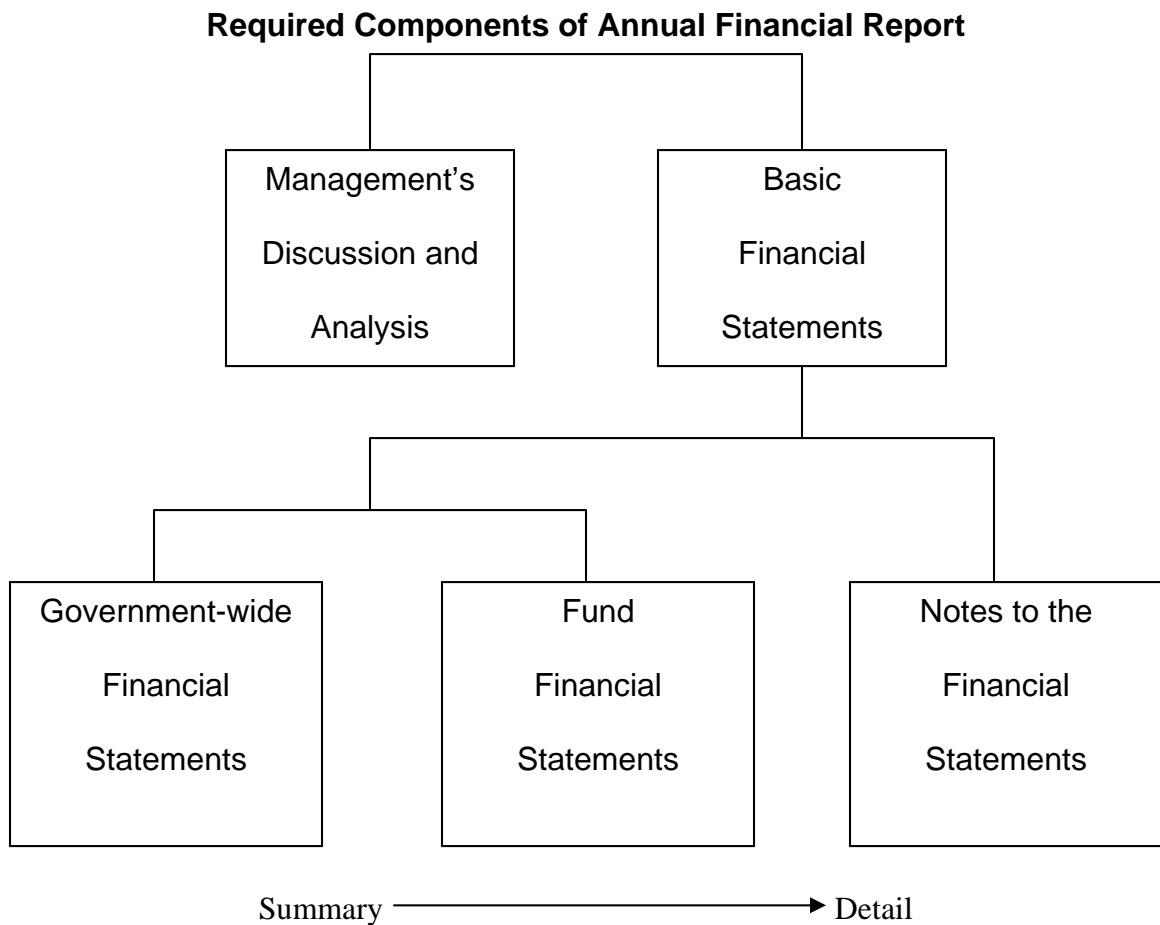 Required Components of Annual Financial Report
Management’s
Discussion and
Analysis
Basic
Financial
Statements
Government-wide
Financial
Statements
Fund
Financial
Statements
Notes to the
Financial
Statements
Summary
Detail